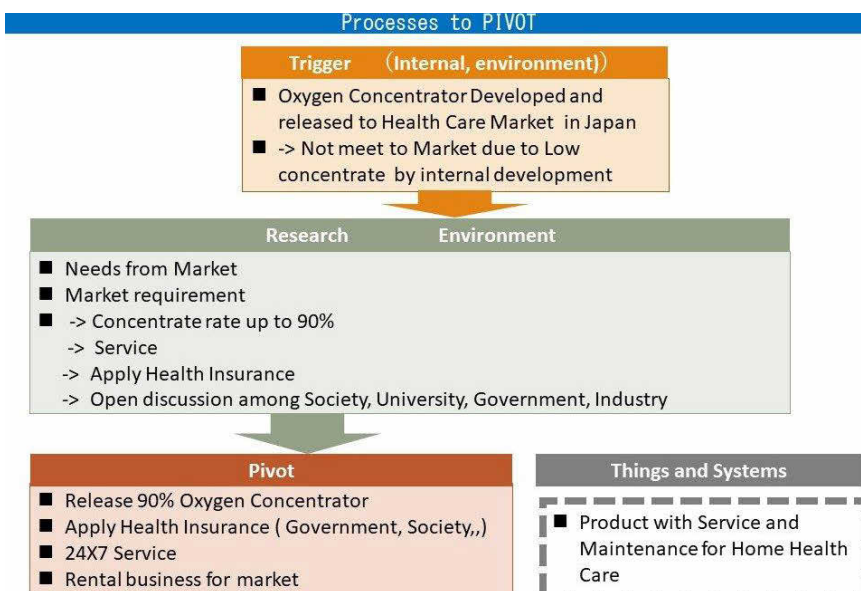 Processes to PIVOT
Trigger （Internal, environment)）
■ Oxygen Concentrator Developed and
released to Health Care Market in Japan
■ -> Not meet to Market due to Low
concentrate by internal development
Research Environment
■ Needs from Market
■ Market requirement
■ -> Concentrate rate up to 90%
-> Service
-> Apply Health Insurance
-> Open discussion among Society, University, Government, Industry
Pivot
■ Release 90% Oxygen Concentrator
■ Apply Health Insurance ( Government, Society,,)
■ 24X7 Service
■ Rental business for market
Things and Systems
■ Product with Service and
Maintenance for Home Health
Care